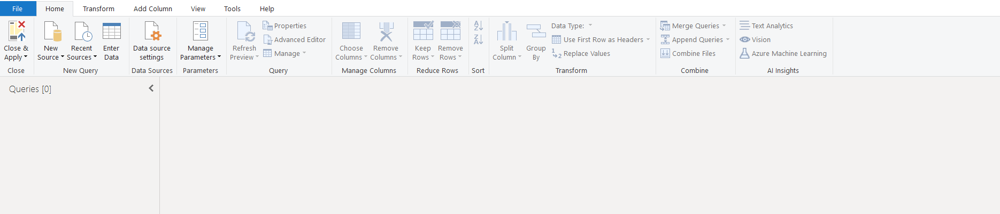 File Home Transform Add Column View Tools Help
Close & Apply
New Source
Recent Sources
Enter Data
Data source settings
Manage Parameters
Refresh Preview
Properties
Advanced Editor
Manage
Choose Columns
Remove Columns
Keep Rows
Remove Rows
A Z
Z A
Split Column
Group By
Data Type:
Use First Row as Headers
1 2 Replace Values
Merge Queries
Append Queries
Combine Files
Text Analytics
Vision
Azure Machine Learning
Close New Query Data Sources Parameters Query Manage Columns Reduce Rows Sort Transform Combine AI Insights
Queries [0]